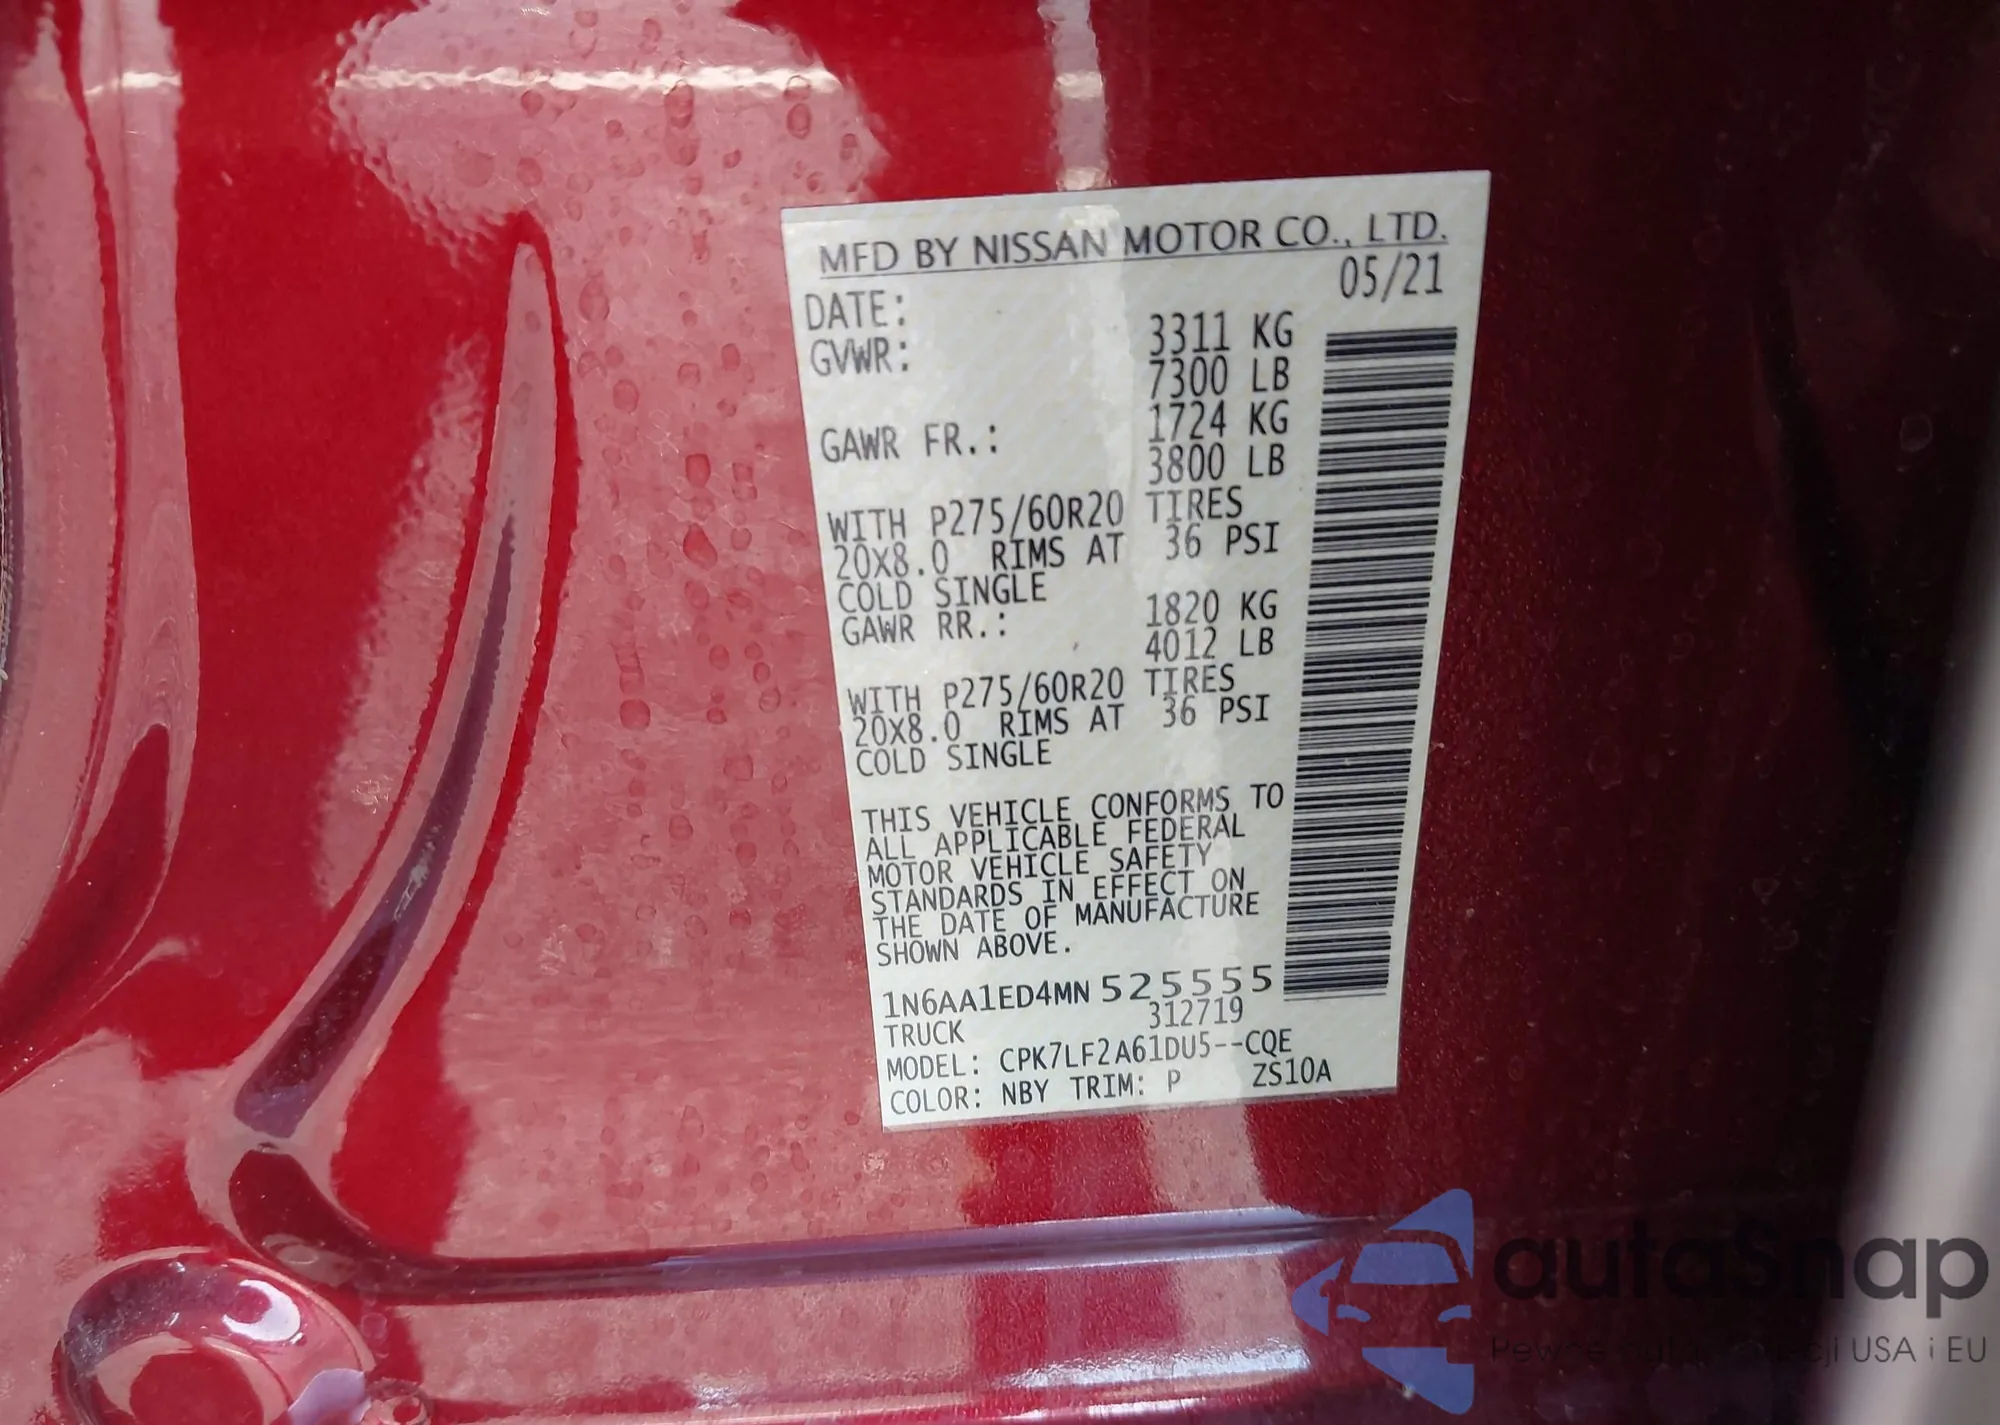 MFD BY NISSAN MOTOR CO., LTD.
DATE: 05/21
GVWR: 3311 KG
7300 LB
GAWR FR.: 1724 KG
3800 LB
WITH P275/60R20 TIRES
20X8.0 RIMS AT 36 PSI
COLD SINGLE
GAWR RR.: 1820 KG
4012 LB
WITH P275/60R20 TIRES
20X8.0 RIMS AT 36 PSI
COLD SINGLE
THIS VEHICLE CONFORMS TO
ALL APPLICABLE FEDERAL
MOTOR VEHICLE SAFETY
STANDARDS IN EFFECT ON
THE DATE OF MANUFACTURE
SHOWN ABOVE.
1N6AA1ED4MN 525555
TRUCK 312719
MODEL: CPK7LF2A61DU5--CQE
COLOR: NBY TRIM: P ZS10A
autaSnap
USA i EU